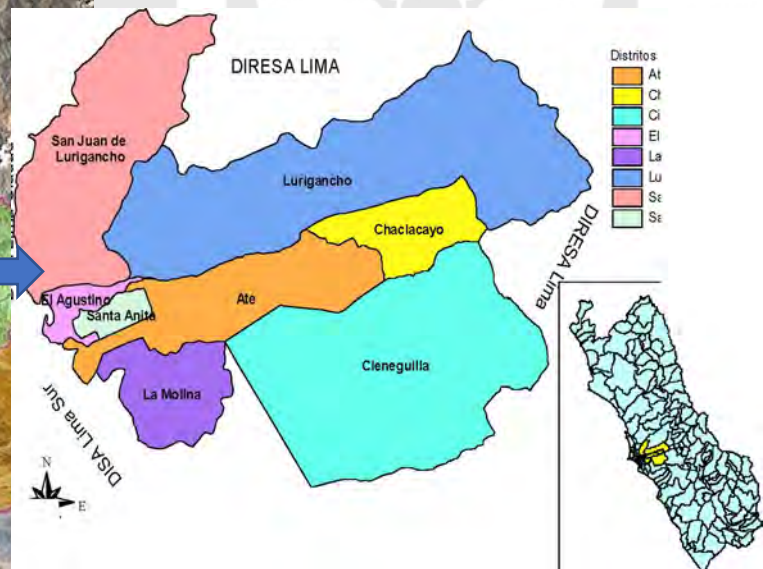 DIRESA LIMA
Distritos
At
Ch
Ci
El
La
Lu
Sa
Sa
San Juan de
Lurigancho
Lurigancho
Chaclacayo
DIRESA Lima
El Agustino
Santa Anita
Ate
Cieneguilla
La Molina
DISA Lima Sur
N
E